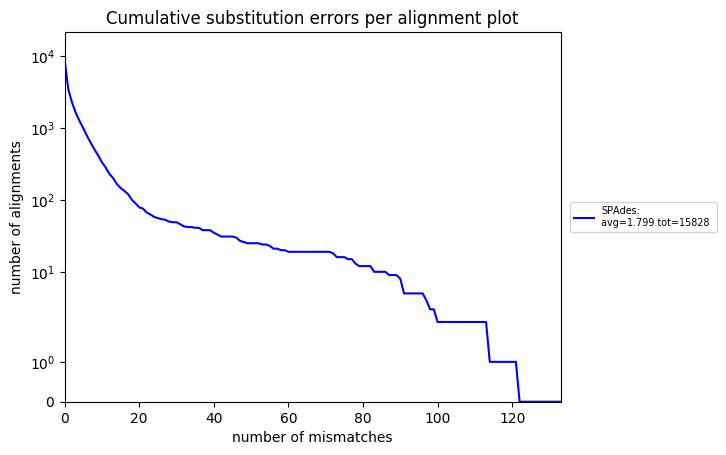 Cumulative substitution errors per alignment plot
number of alignments
10^4
10^3
10^2
10^1
10^0
0
0 20 40 60 80 100 120
number of mismatches
SPAdes:
avg=1.799 tot=15828